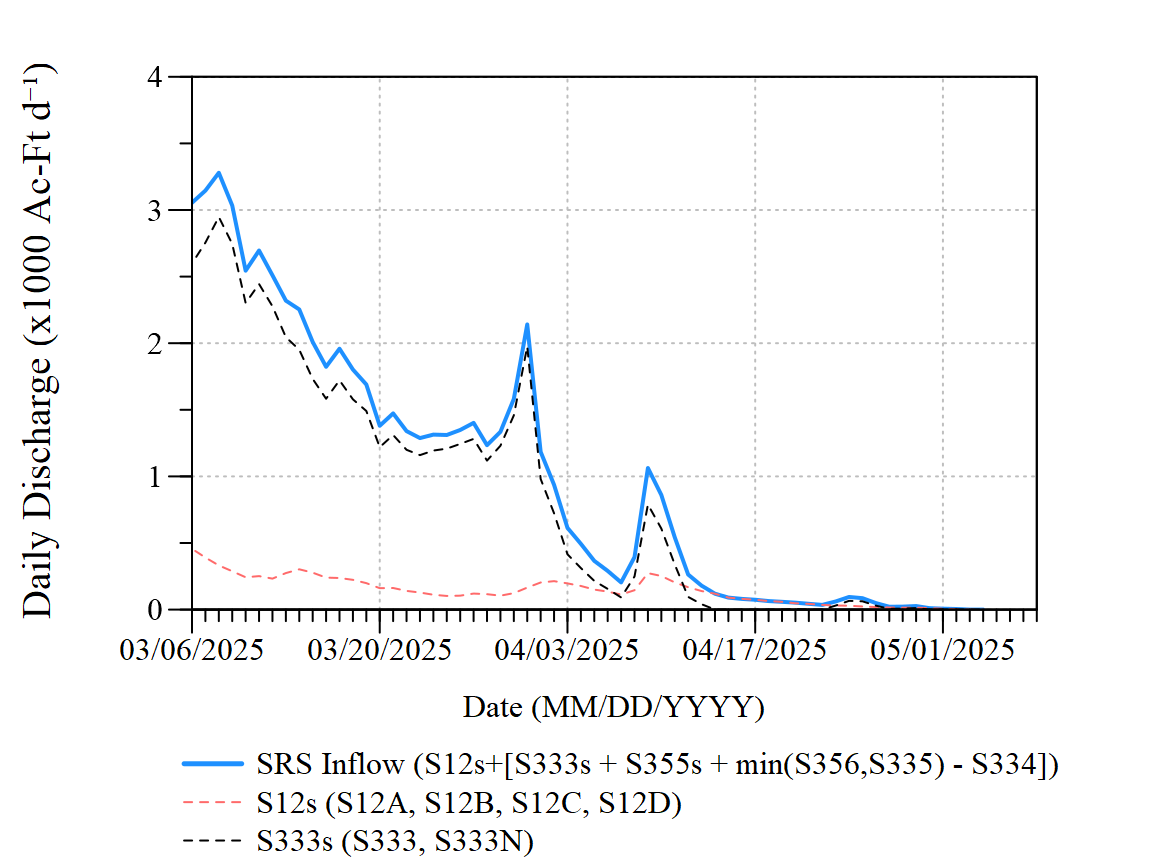 Daily Discharge (x1000 Ac-Ft d⁻¹)
4
3
2
1
0
03/06/2025 03/20/2025 04/03/2025 04/17/2025 05/01/2025
Date (MM/DD/YYYY)
SRS Inflow (S12s+[S333s + S355s + min(S356,S335) - S334])
S12s (S12A, S12B, S12C, S12D)
S333s (S333, S333N)